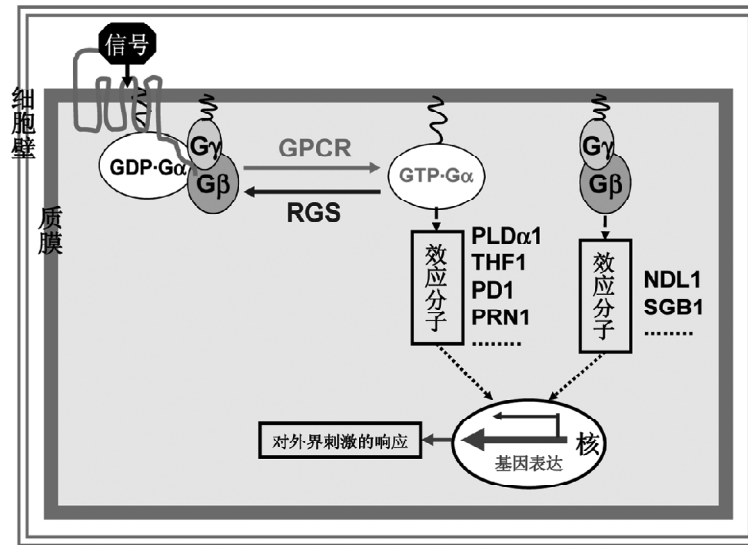 信号
细胞壁
质膜
GDP·Gα
Gγ
Gβ
GPCR
RGS
GTP·Gα
Gγ
Gβ
效应分子
PLDα1
THF1
PD1
PRN1
........
效应分子
NDL1
SGB1
........
对外界刺激的响应
基因表达
核